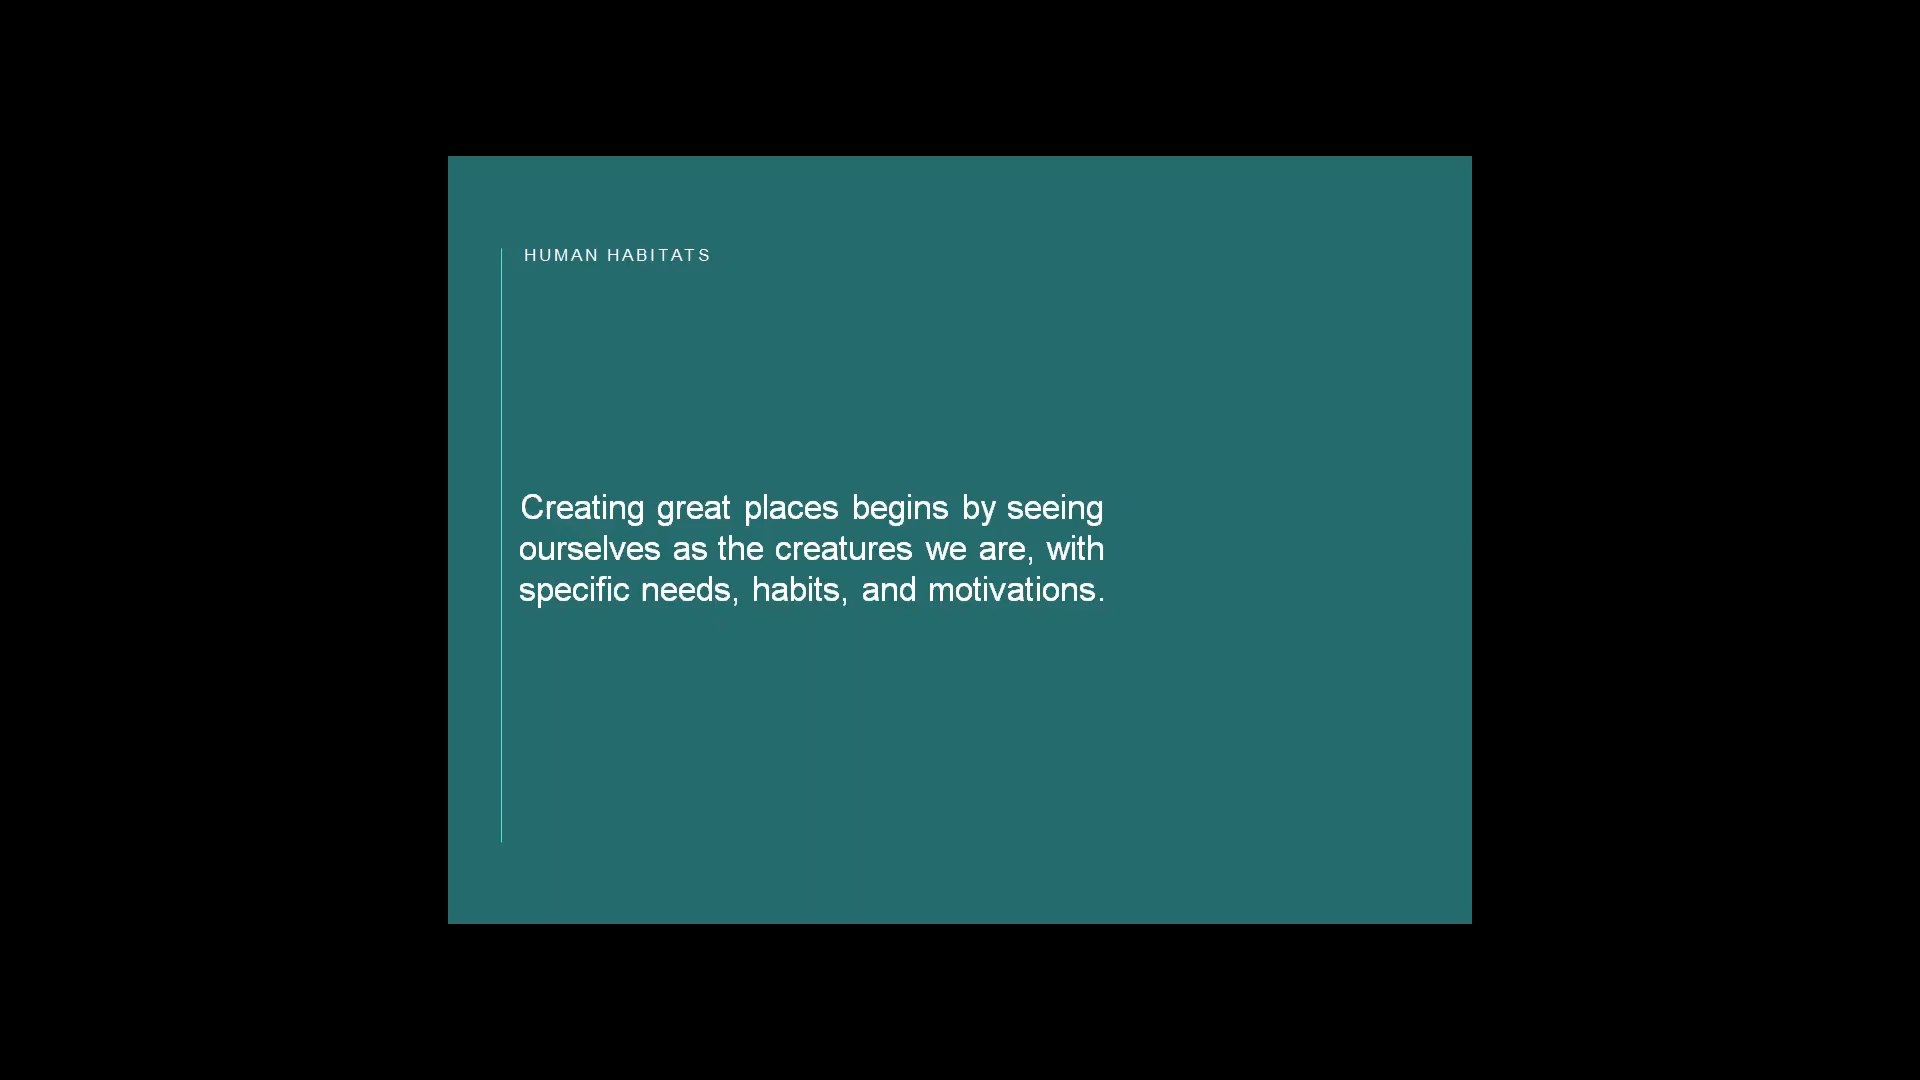 HUMAN HABITATS
Creating great places begins by seeing
ourselves as the creatures we are, with
specific needs, habits, and motivations.